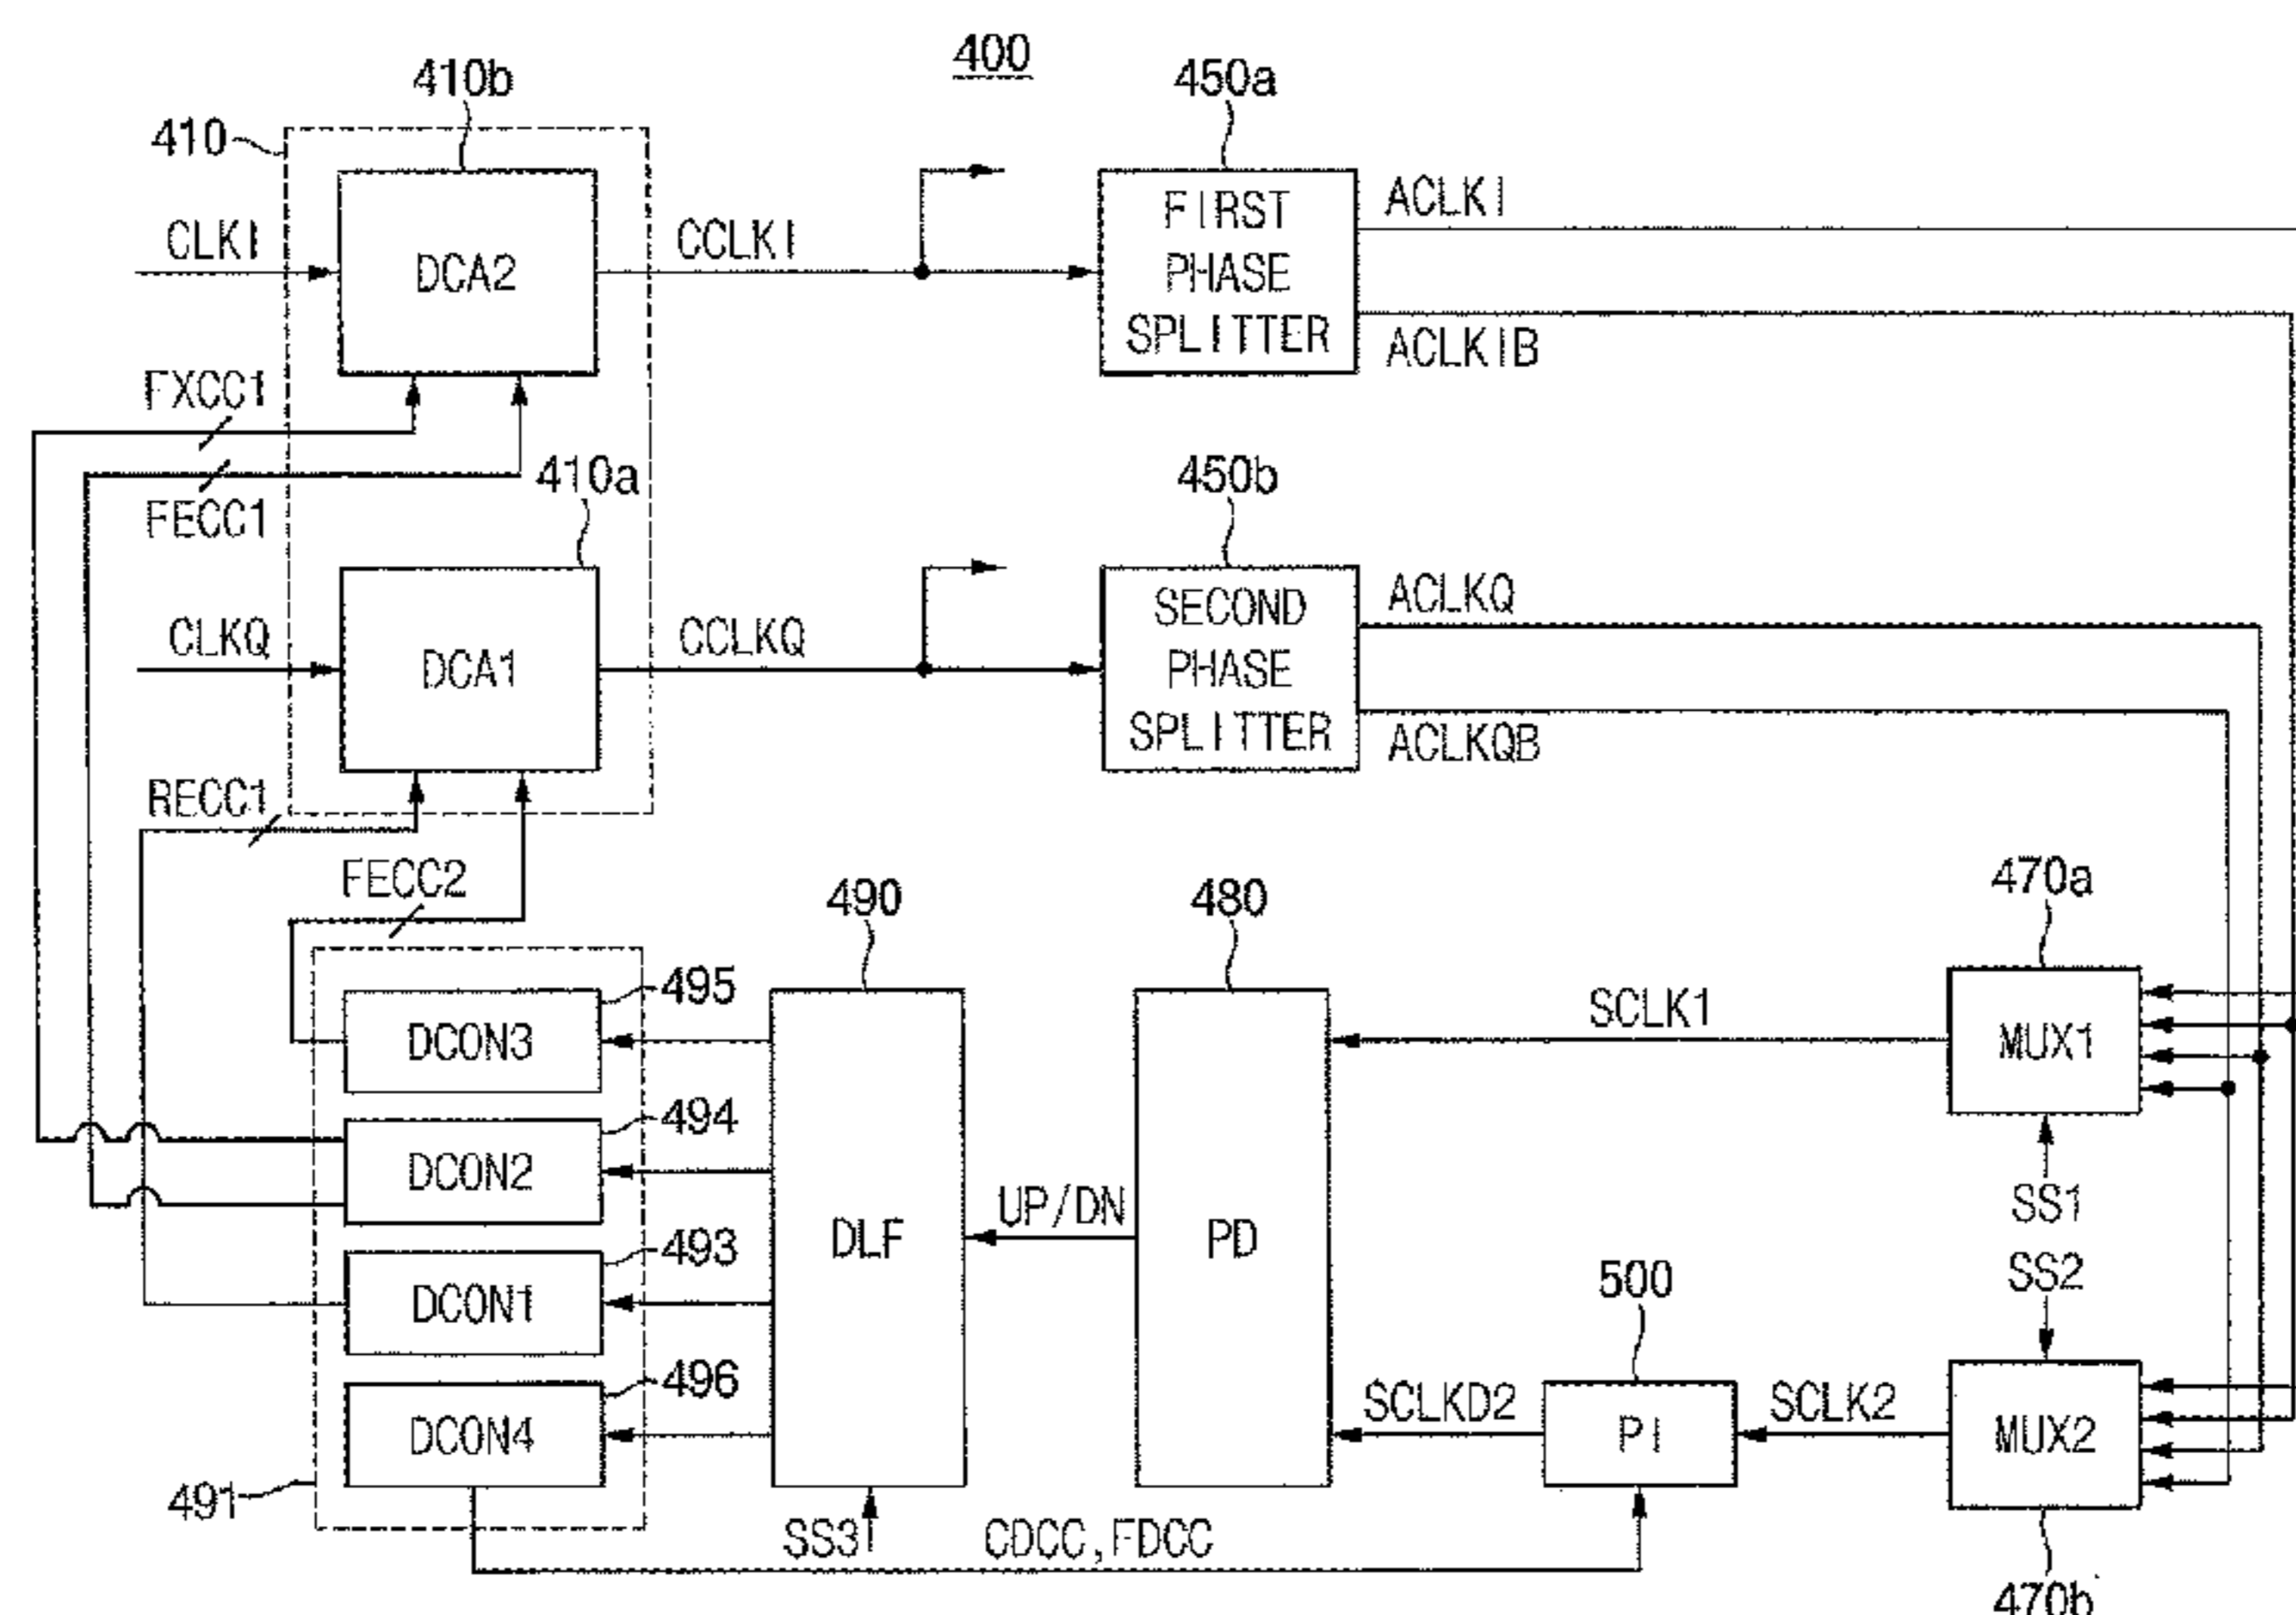 400
410b
450a
410
CLKI
DCA2
CCLKI
FIRST
PHASE
SPLITTER
ACLKI
ACLKIB
FXCC1
FECC1
410a
450b
CLKQ
DCA1
CCLKQ
SECOND
PHASE
SPLITTER
ACLKQ
ACLKQB
RECC1
FECC2
490
480
470a
495
DCON3
SCLK1
MUX1
494
DCON2
UP/DN
DLF
PD
SS1
SS2
493
DCON1
500
496
DCON4
SCLKD2
PI
SCLK2
MUX2
491
SS3
CDCC, FDCC
470b